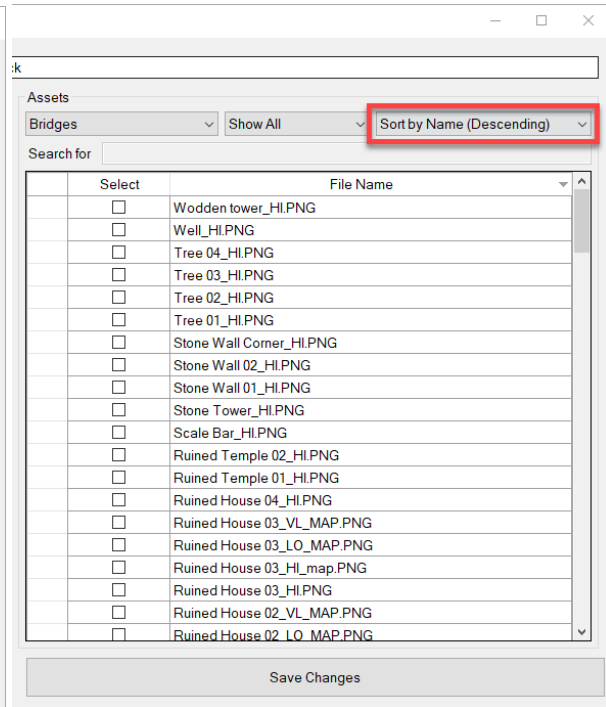 k
Assets
Bridges Show All Sort by Name (Descending)
Search for
Select File Name
Wodden tower_HI.PNG
Well_HI.PNG
Tree 04_HI.PNG
Tree 03_HI.PNG
Tree 02_HI.PNG
Tree 01_HI.PNG
Stone Wall Corner_HI.PNG
Stone Wall 02_HI.PNG
Stone Wall 01_HI.PNG
Stone Tower_HI.PNG
Scale Bar_HI.PNG
Ruined Temple 02_HI.PNG
Ruined Temple 01_HI.PNG
Ruined House 04_HI.PNG
Ruined House 03_VL_MAP.PNG
Ruined House 03_LO_MAP.PNG
Ruined House 03_HI_map.PNG
Ruined House 03_HI.PNG
Ruined House 02_VL_MAP.PNG
Ruined House 02_LO_MAP.PNG
Save Changes